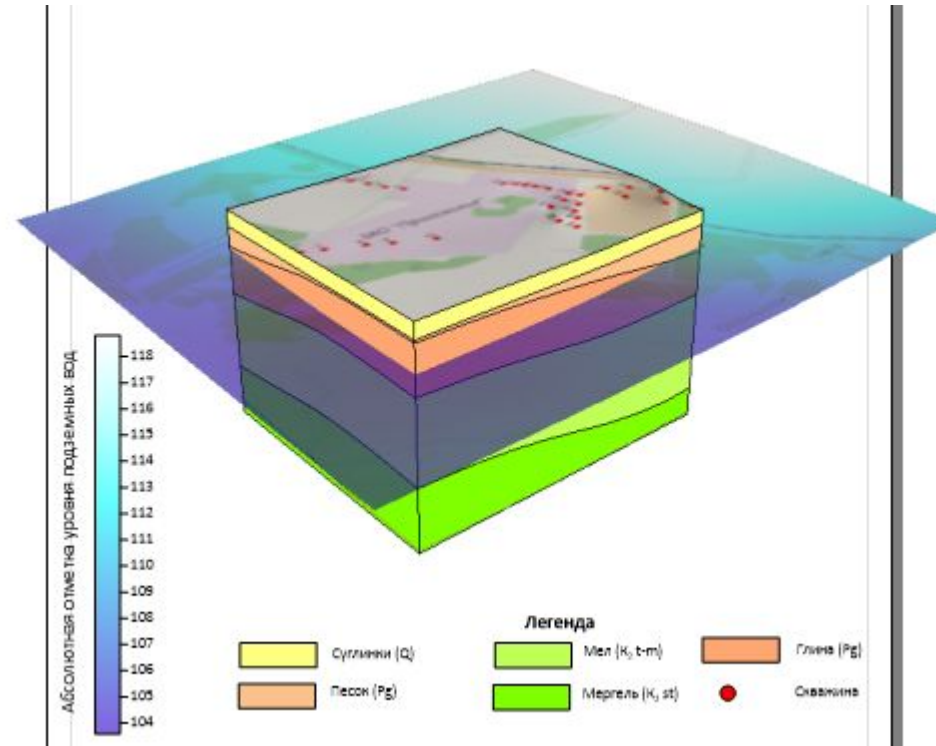 Абсолютная отметка уровня подземных вод
118
117
116
115
114
113
112
111
110
109
108
107
106
105
104
Легенда
Суглинки (Q)
Мел (K₂ t-m)
Глина (Pg)
Песок (Pg)
Мергель (K₂ st)
Скважина